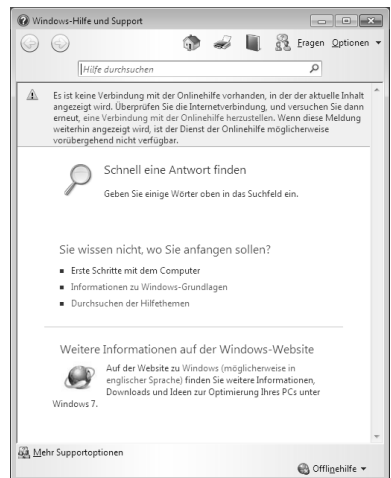 Windows-Hilfe und Support
Fragen Optionen
Hilfe durchsuchen
Es ist keine Verbindung mit der Onlinehilfe vorhanden, in der der aktuelle Inhalt
angezeigt wird. Überprüfen Sie die Internetverbindung, und versuchen Sie dann
erneut, eine Verbindung mit der Onlinehilfe herzustellen. Wenn diese Meldung
weiterhin angezeigt wird, ist der Dienst der Onlinehilfe möglicherweise
vorübergehend nicht verfügbar.
Schnell eine Antwort finden
Geben Sie einige Wörter oben in das Suchfeld ein.
Sie wissen nicht, wo Sie anfangen sollen?
Erste Schritte mit dem Computer
Informationen zu Windows-Grundlagen
Durchsuchen der Hilfethemen
Weitere Informationen auf der Windows-Website
Auf der Website zu Windows (möglicherweise in
englischer Sprache) finden Sie weitere Informationen,
Downloads und Ideen zur Optimierung Ihres PCs unter
Windows 7.
Mehr Supportoptionen
Offlinehilfe